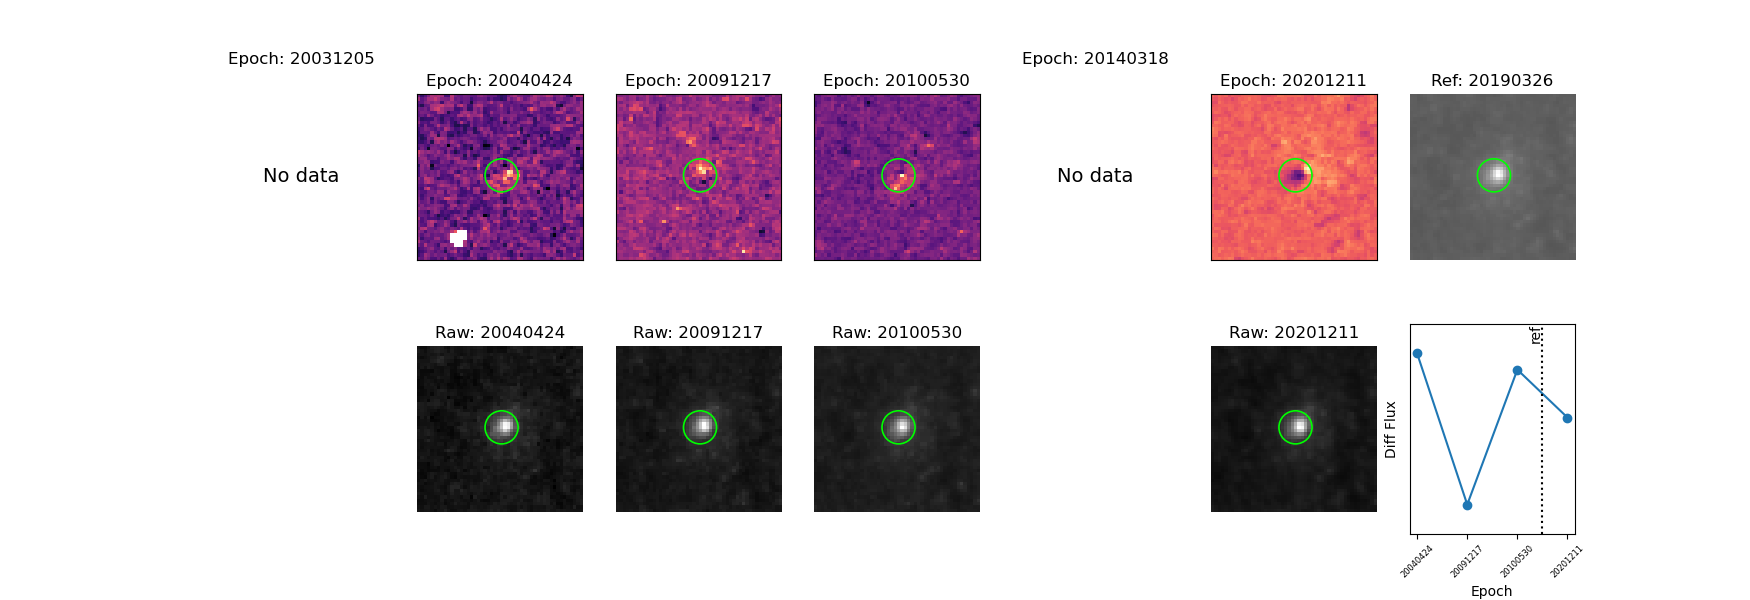 Epoch: 20031205
Epoch: 20140318
Epoch: 20040424
Epoch: 20091217
Epoch: 20100530
Epoch: 20201211
Ref: 20190326
No data
No data
Raw: 20040424
Raw: 20091217
Raw: 20100530
Raw: 20201211
ref
Diff Flux
20040424
20091217
20100530
20201211
Epoch